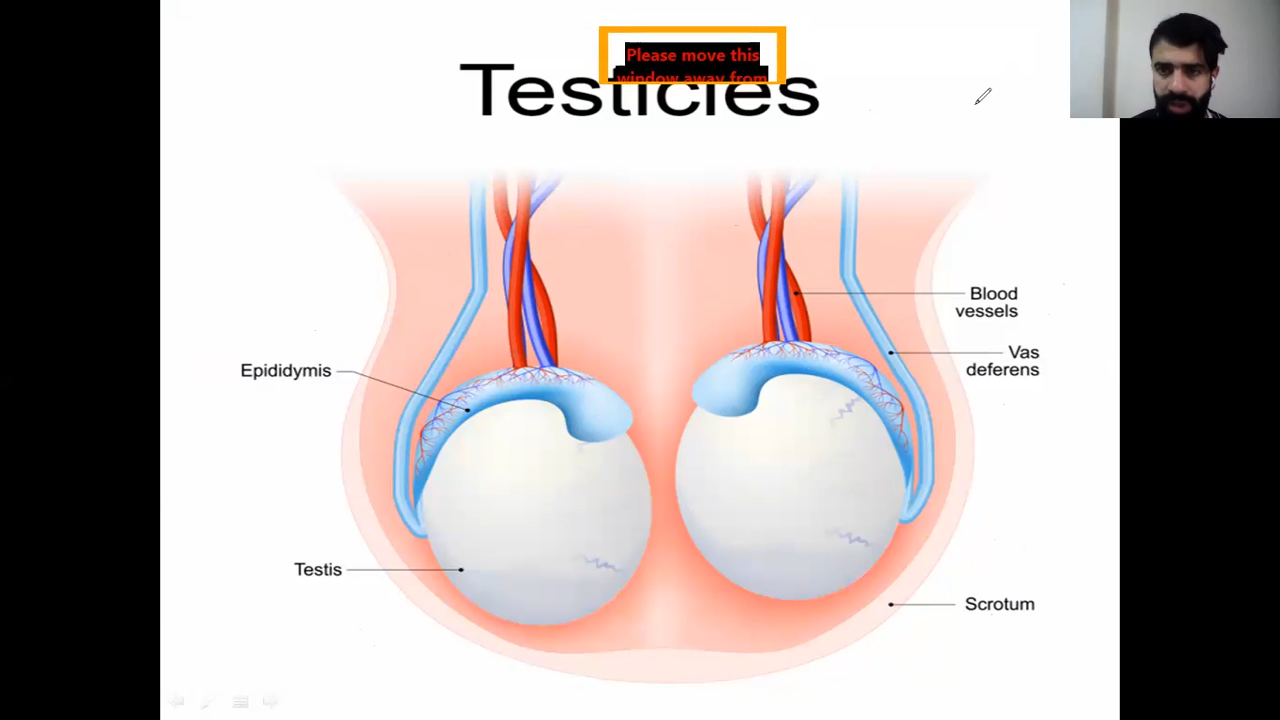 Please move this
window away from
Testicles
Blood
vessels
Vas
deferens
Epididymis
Testis
Scrotum